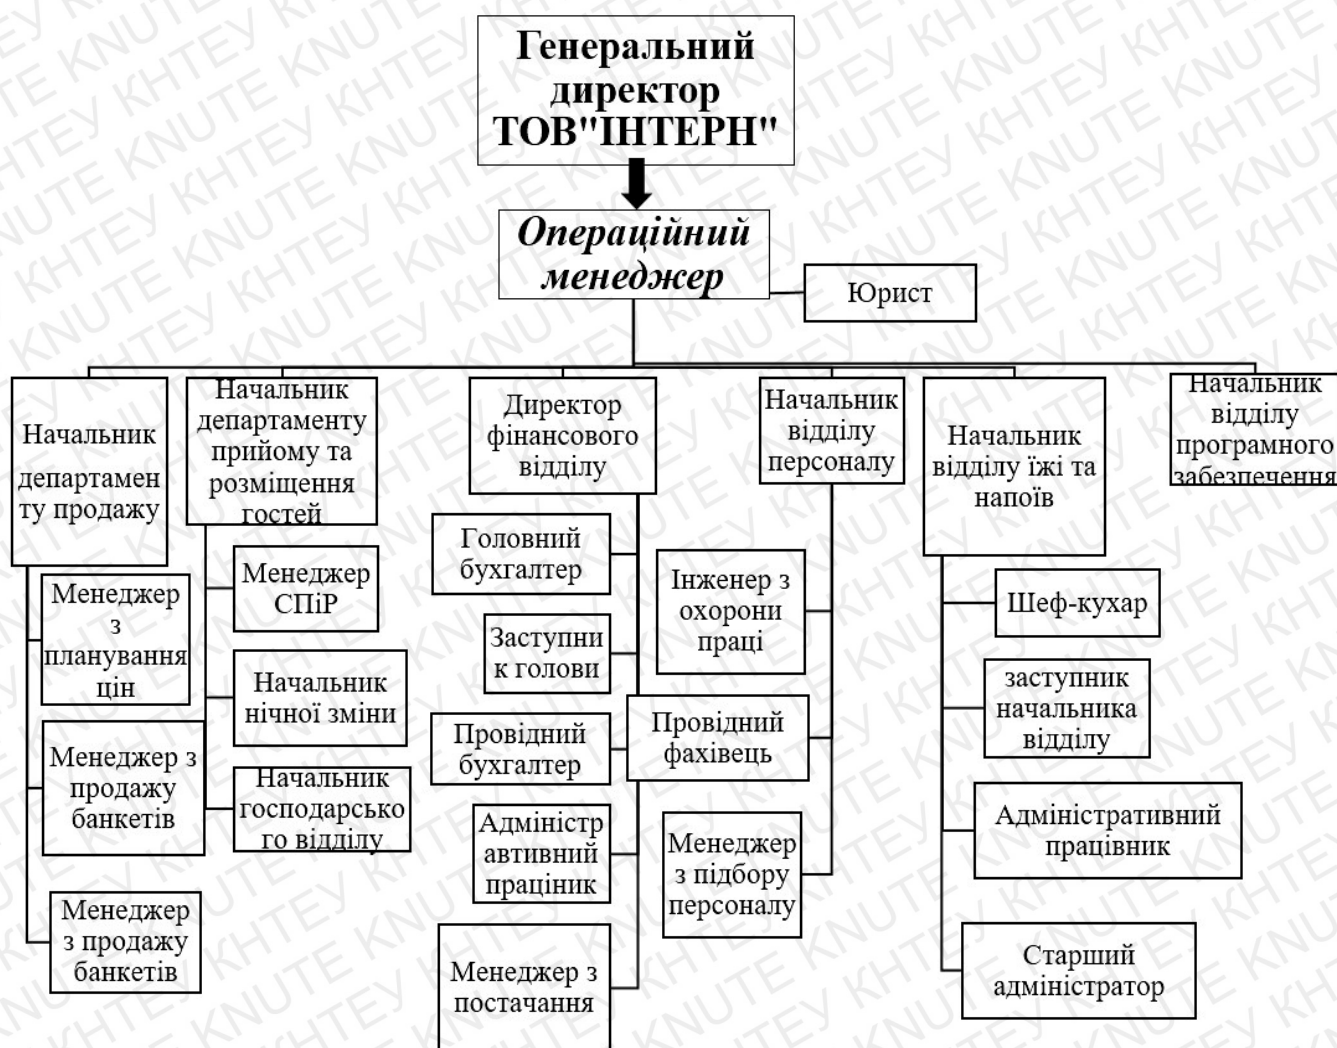 Генеральний
директор
ТОВ"ІНТЕРН"
Операційний
менеджер
Юрист
Начальник
департамен
ту продажу
Менеджер
з
планування
цін
Менеджер з
продажу
банкетів
Менеджер
з продажу
банкетів
Начальник
департаменту
прийому та
розміщення
гостей
Менеджер
СПіР
Начальник
нічної зміни
Начальник
господарсько
го відділу
Директор
фінансового
відділу
Головний
бухгалтер
Заступни
к голови
Провідний
бухгалтер
Адміністр
автивний
праціник
Менеджер з
постачання
Начальник
відділу
персоналу
Інженер з
охорони
праці
Провідний
фахівець
Менеджер
з підбору
персоналу
Начальник
відділу їжі та
напоїв
Шеф-кухар
заступник
начальника
відділу
Адміністративний
працівник
Старший
адміністратор
Начальник
відділу
програмного
забезпечення